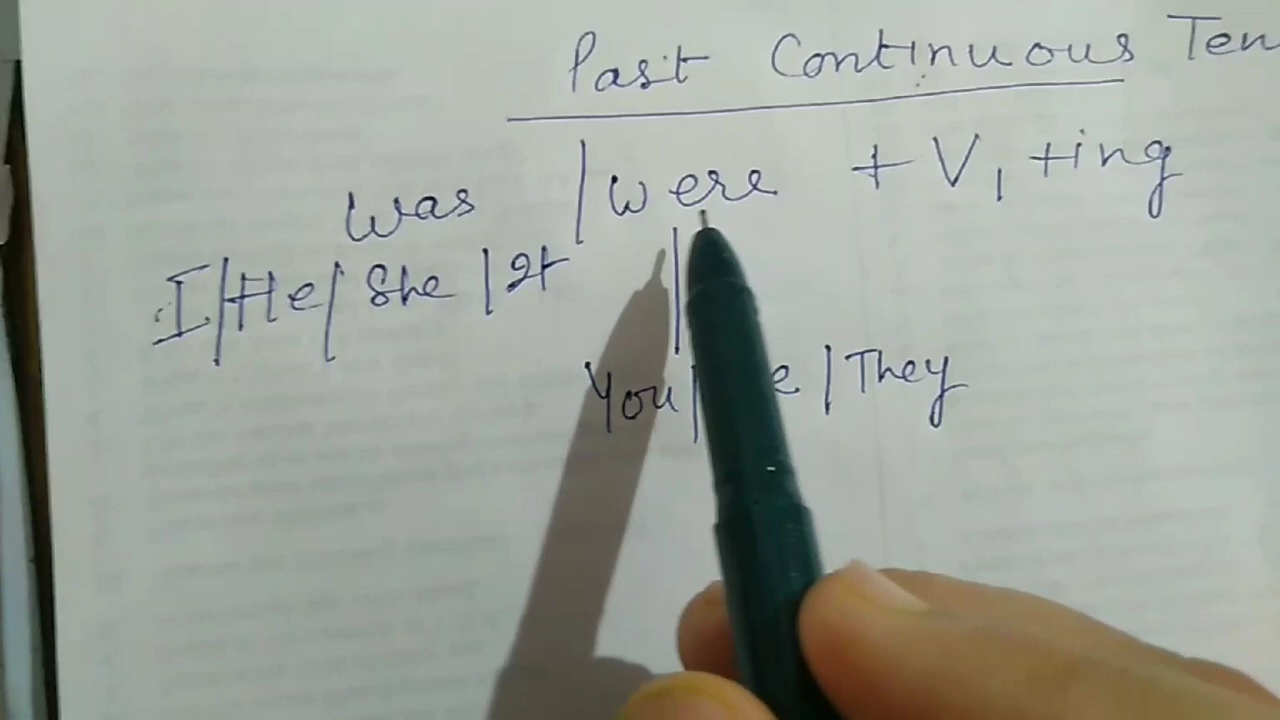 Past Continuous Ten
Was / Were + V1 +ing
I/He/She/It
You/ /They